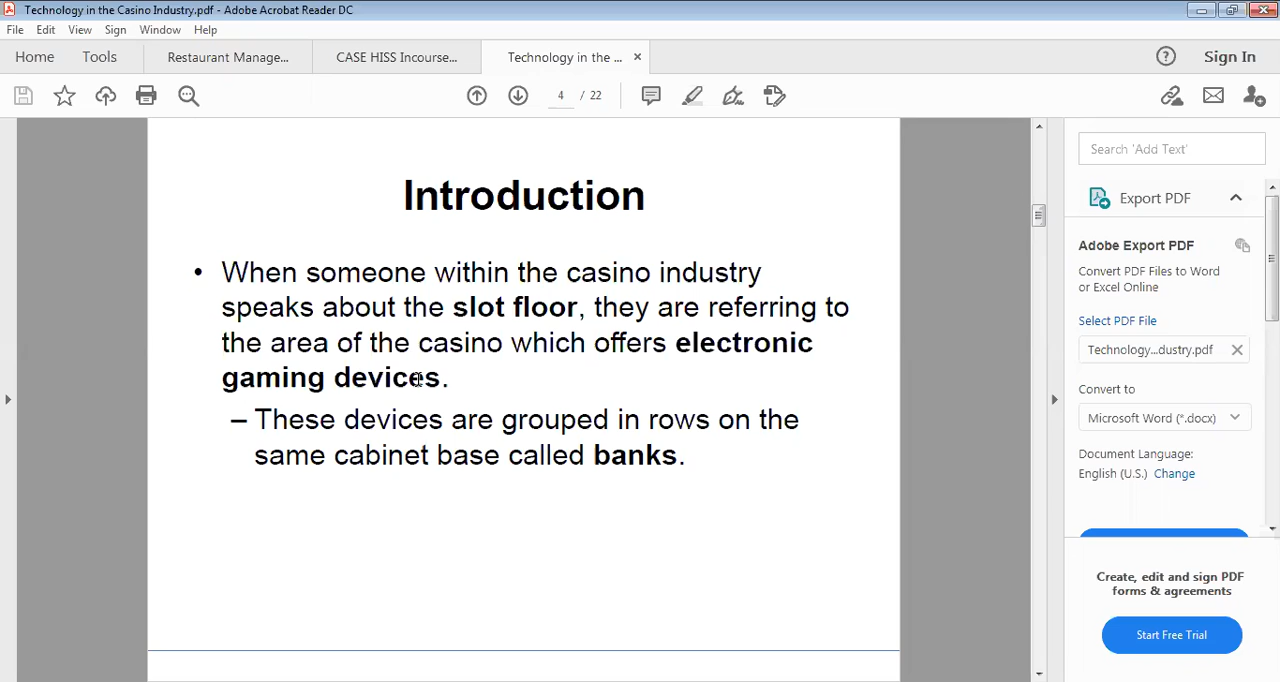 Technology in the Casino Industry.pdf - Adobe Acrobat Reader DC
File Edit View Sign Window Help
Home Tools Restaurant Manage... CASE HISS Incourse... Technology in the ... × Sign In
4 / 22
Search 'Add Text'
Introduction
Export PDF
Adobe Export PDF
Convert PDF Files to Word
or Excel Online
Select PDF File
Technology...dustry.pdf
Convert to
Microsoft Word (*.docx)
Document Language:
English (U.S.) Change
• When someone within the casino industry
speaks about the slot floor, they are referring to
the area of the casino which offers electronic
gaming devices.
– These devices are grouped in rows on the
same cabinet base called banks.
Create, edit and sign PDF
forms & agreements
Start Free Trial